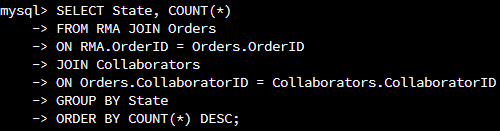 mysql> SELECT State, COUNT(*)
-> FROM RMA JOIN Orders
-> ON RMA.OrderID = Orders.OrderID
-> JOIN Collaborators
-> ON Orders.CollaboratorID = Collaborators.CollaboratorID
-> GROUP BY State
-> ORDER BY COUNT(*) DESC;